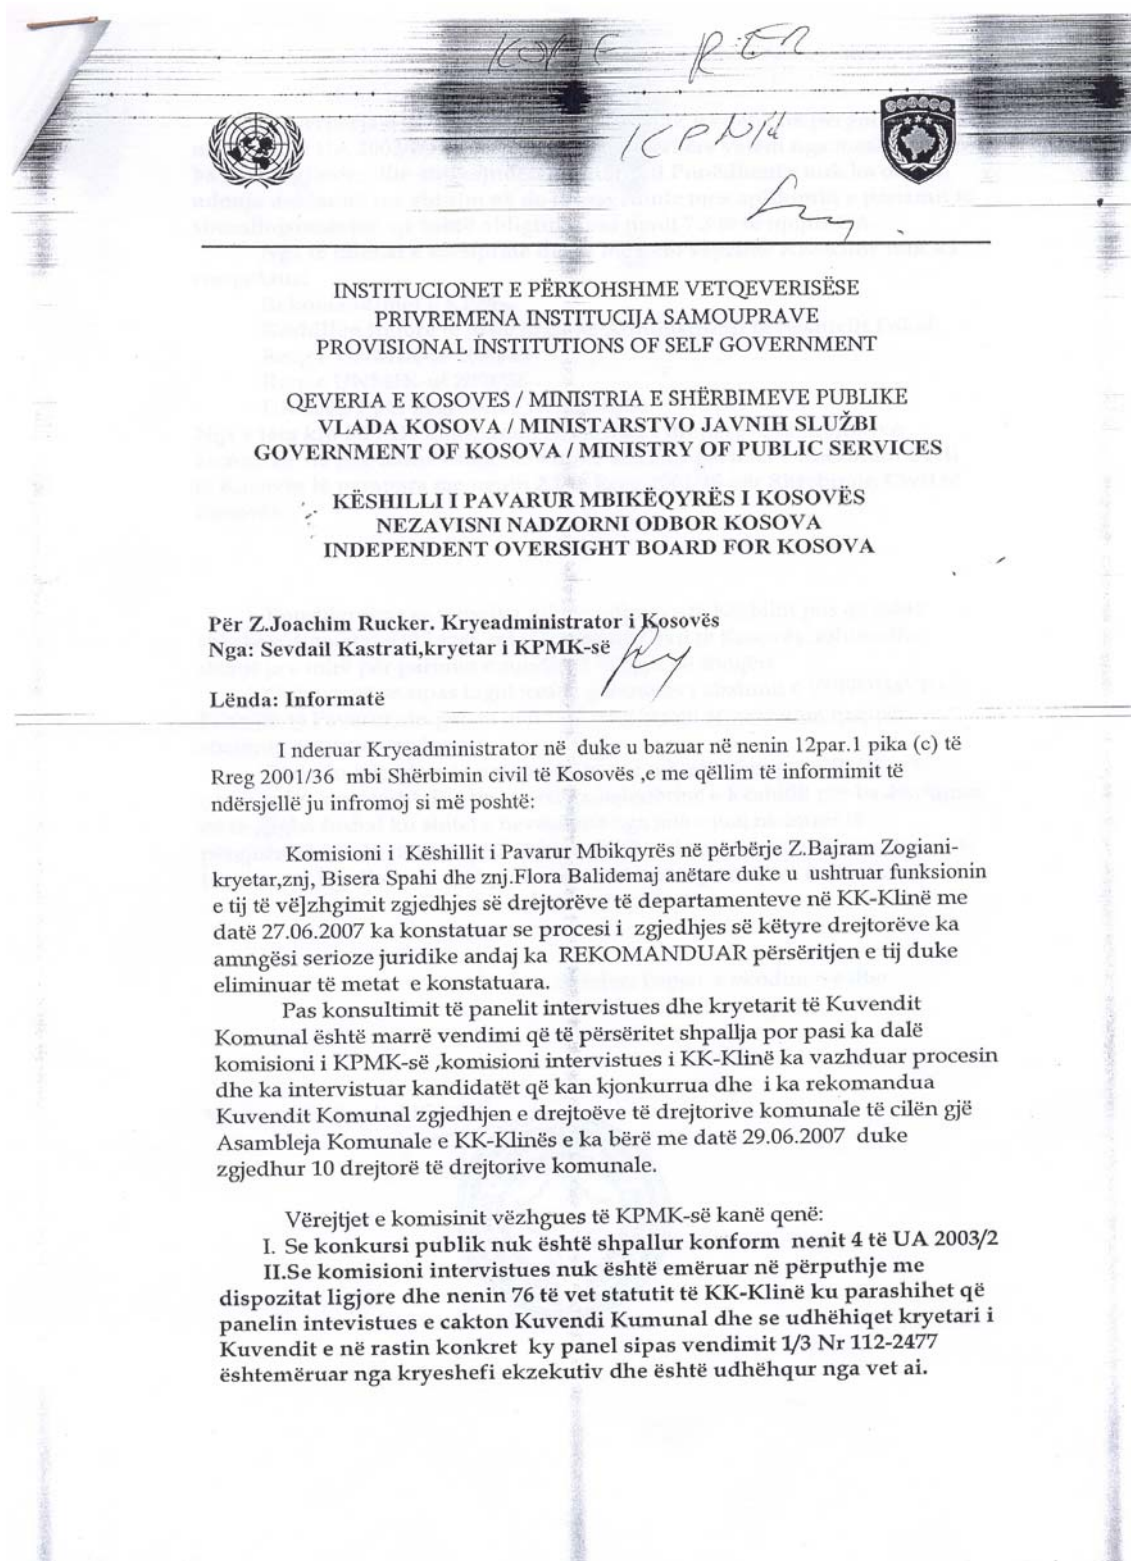 KOPIE PËR
INSTITUCIONET E PËRKOHSHME VETQEVERISËSE
PRIVREMENA INSTITUCIJA SAMOUPRAVE
PROVISIONAL INSTITUTIONS OF SELF GOVERNMENT
QEVERIA E KOSOVES / MINISTRIA E SHËRBIMEVE PUBLIKE
VLADA KOSOVA / MINISTARSTVO JAVNIH SLUŽBI
GOVERNMENT OF KOSOVA / MINISTRY OF PUBLIC SERVICES
KËSHILLI I PAVARUR MBIKËQYRËS I KOSOVËS
NEZAVISNI NADZORNI ODBOR KOSOVA
INDEPENDENT OVERSIGHT BOARD FOR KOSOVA
Për Z.Joachim Rucker. Kryeadministrator i Kosovës
Nga: Sevdail Kastrati,kryetar i KPMK-së
Lënda: Informatë
I nderuar Kryeadministrator në duke u bazuar në nenin 12par.1 pika (c) të
Rreg 2001/36 mbi Shërbimin civil të Kosovës ,e me qëllim të informimit të
ndërsjellë ju infromoj si më poshtë:
Komisioni i Këshillit i Pavarur Mbikqyrës në përbërje Z.Bajram Zogiani-
kryetar,znj, Bisera Spahi dhe znj.Flora Balidemaj anëtare duke u ushtruar funksionin
e tij të vë]zhgimit zgjedhjes së drejtorëve të departamenteve në KK-Klinë me
datë 27.06.2007 ka konstatuar se procesi i zgjedhjes së këtyre drejtorëve ka
amngësi serioze juridike andaj ka REKOMANDUAR përsëritjen e tij duke
eliminuar të metat e konstatuara.
Pas konsultimit të panelit intervistues dhe kryetarit të Kuvendit
Komunal është marrë vendimi që të përsëritet shpallja por pasi ka dalë
komisioni i KPMK-së ,komisioni intervistues i KK-Klinë ka vazhduar procesin
dhe ka intervistuar kandidatët që kan kjonkurrua dhe i ka rekomandua
Kuvendit Komunal zgjedhjen e drejtoëve të drejtorive komunale të cilën gjë
Asambleja Komunale e KK-Klinës e ka bërë me datë 29.06.2007 duke
zgjedhur 10 drejtorë të drejtorive komunale.
Vërejtjet e komisinit vëzhgues të KPMK-së kanë qenë:
I. Se konkursi publik nuk është shpallur konform nenit 4 të UA 2003/2
II.Se komisioni intervistues nuk është emëruar në përputhje me
dispozitat ligjore dhe nenin 76 të vet statutit të KK-Klinë ku parashihet që
panelin intevistues e cakton Kuvendi Kumunal dhe se udhëhiqet kryetari i
Kuvendit e në rastin konkret ky panel sipas vendimit 1/3 Nr 112-2477
ështemëruar nga kryeshefi ekzekutiv dhe është udhëhqur nga vet ai.